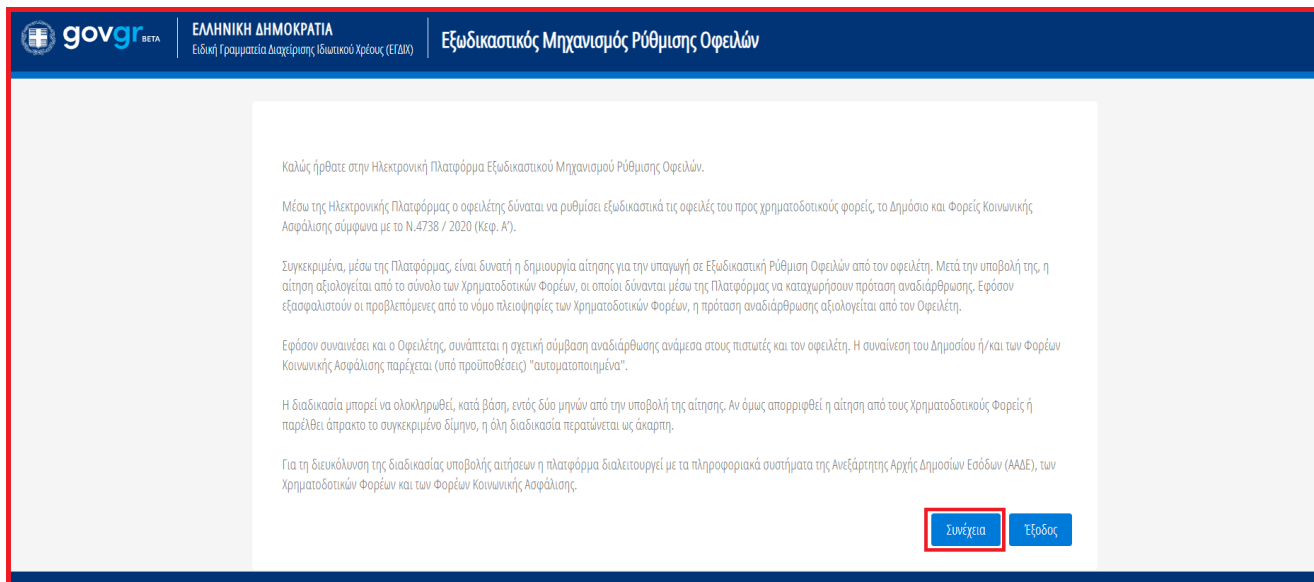 govgr BETA
ΕΛΛΗΝΙΚΗ ΔΗΜΟΚΡΑΤΙΑ
Ειδική Γραμματεία Διαχείρισης Ιδιωτικού Χρέους (ΕΓΔΙΧ)
Εξωδικαστικός Μηχανισμός Ρύθμισης Οφειλών
Καλώς ήρθατε στην Ηλεκτρονική Πλατφόρμα Εξωδικαστικού Μηχανισμού Ρύθμισης Οφειλών.
Μέσω της Ηλεκτρονικής Πλατφόρμας ο οφειλέτης δύναται να ρυθμίσει εξωδικαστικά τις οφειλές του προς χρηματοδοτικούς φορείς, το Δημόσιο και Φορείς Κοινωνικής
Ασφάλισης σύμφωνα με το Ν.4738 / 2020 (Κεφ. Α').
Συγκεκριμένα, μέσω της Πλατφόρμας, είναι δυνατή η δημιουργία αίτησης για την υπαγωγή σε Εξωδικαστική Ρύθμιση Οφειλών από τον οφειλέτη. Μετά την υποβολή της, η
αίτηση αξιολογείται από το σύνολο των Χρηματοδοτικών Φορέων, οι οποίοι δύνανται μέσω της Πλατφόρμας να καταχωρήσουν πρόταση αναδιάρθρωσης. Εφόσον
εξασφαλιστούν οι προβλεπόμενες από το νόμο πλειοψηφίες των Χρηματοδοτικών Φορέων, η πρόταση αναδιάρθρωσης αξιολογείται από τον Οφειλέτη.
Εφόσον συναινέσει και ο Οφειλέτης, συνάπτεται η σχετική σύμβαση αναδιάρθωσης ανάμεσα στους πιστωτές και τον οφειλέτη. Η συναίνεση του Δημοσίου ή/και των Φορέων
Κοινωνικής Ασφάλισης παρέχεται (υπό προϋποθέσεις) "αυτοματοποιημένα".
Η διαδικασία μπορεί να ολοκληρωθεί, κατά βάση, εντός δύο μηνών από την υποβολή της αίτησης. Αν όμως απορριφθεί η αίτηση από τους Χρηματοδοτικούς Φορείς ή
παρέλθει άπρακτο το συγκεκριμένο δίμηνο, η όλη διαδικασία περατώνεται ως άκαρπη.
Για τη διευκόλυνση της διαδικασίας υποβολής αιτήσεων η πλατφόρμα διαλειτουργεί με τα πληροφοριακά συστήματα της Ανεξάρτητης Αρχής Δημοσίων Εσόδων (ΑΑΔΕ), των
Χρηματοδοτικών Φορέων και των Φορέων Κοινωνικής Ασφάλισης.
Συνέχεια
Έξοδος